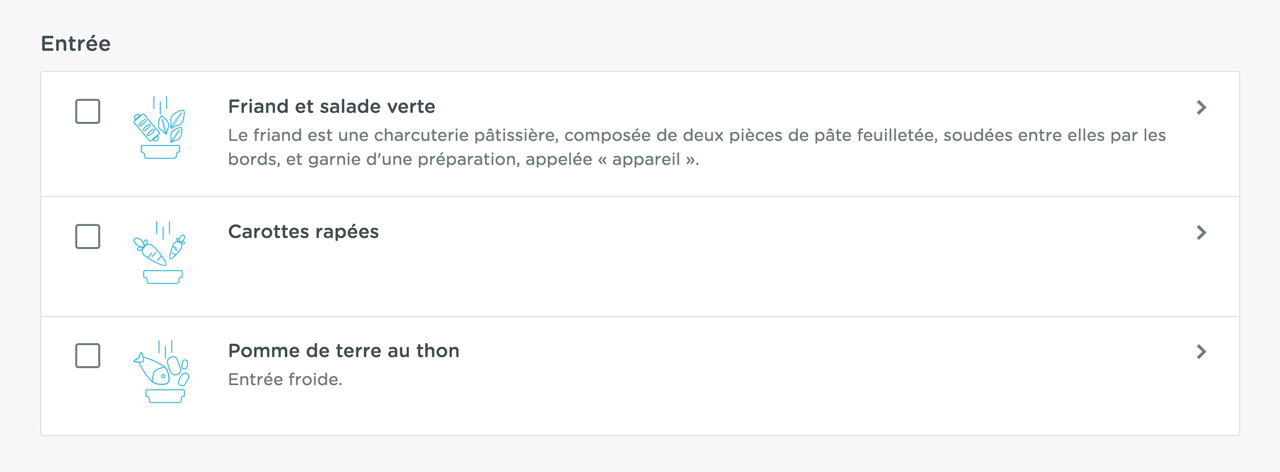 Entrée
Friand et salade verte
Le friand est une charcuterie pâtissière, composée de deux pièces de pâte feuilletée, soudées entre elles par les
bords, et garnie d'une préparation, appelée « appareil ».
Carottes rapées
Pomme de terre au thon
Entrée froide.